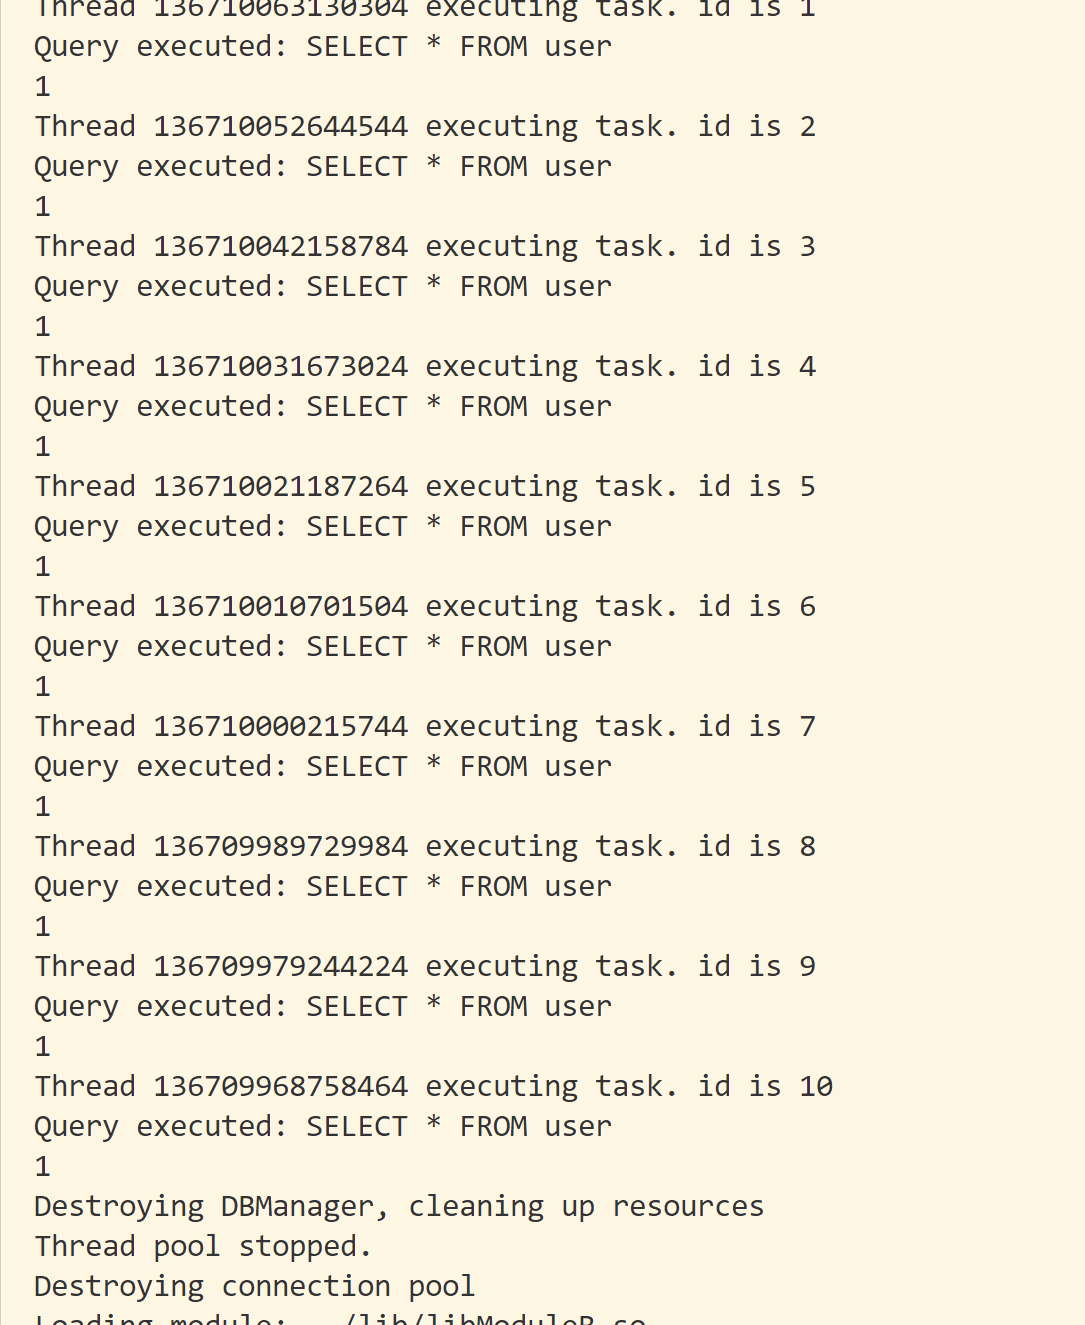 Thread 136710063130304 executing task. id is 1
Query executed: SELECT * FROM user
1
Thread 136710052644544 executing task. id is 2
Query executed: SELECT * FROM user
1
Thread 136710042158784 executing task. id is 3
Query executed: SELECT * FROM user
1
Thread 136710031673024 executing task. id is 4
Query executed: SELECT * FROM user
1
Thread 136710021187264 executing task. id is 5
Query executed: SELECT * FROM user
1
Thread 136710010701504 executing task. id is 6
Query executed: SELECT * FROM user
1
Thread 136710000215744 executing task. id is 7
Query executed: SELECT * FROM user
1
Thread 136709989729984 executing task. id is 8
Query executed: SELECT * FROM user
1
Thread 136709979244224 executing task. id is 9
Query executed: SELECT * FROM user
1
Thread 136709968758464 executing task. id is 10
Query executed: SELECT * FROM user
1
Destroying DBManager, cleaning up resources
Thread pool stopped.
Destroying connection pool
Loading module: